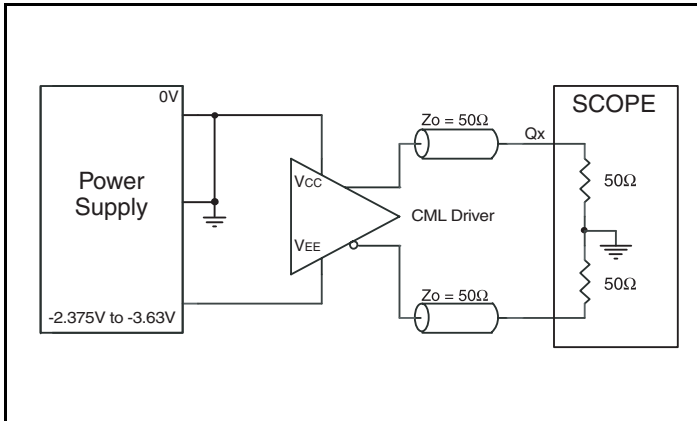 0V
Power
Supply
-2.375V to -3.63V
VCC
VEE
CML Driver
Zo = 50Ω
Zo = 50Ω
Qx
SCOPE
50Ω
50Ω